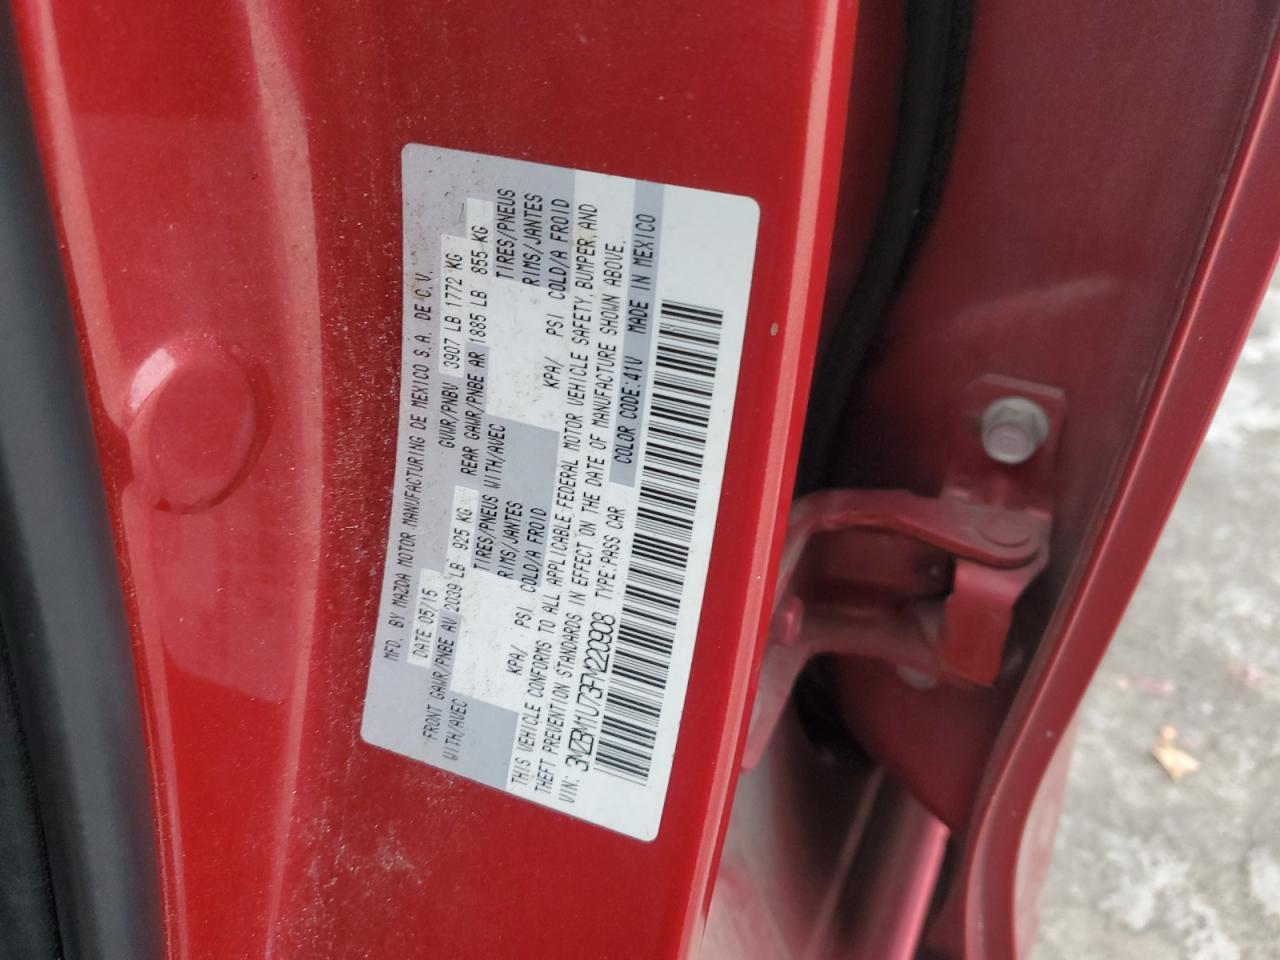 MFD. BY MAZDA MOTOR MANUFACTURING DE MEXICO S.A. DE C.V.
DATE 05/15 GVWR/PNBV 3907 LB 1772 KG
FRONT GAWR/PNBE AV 2039 LB 925 KG REAR GAWR/PNBE AR 1885 LB 855 KG
WITH/AVEC TIRES/PNEUS WITH/AVEC TIRES/PNEUS
RIMS/JANTES RIMS/JANTES
KPA/ PSI COLD/A FROID KPA/ PSI COLD/A FROID
THIS VEHICLE CONFORMS TO ALL APPLICABLE FEDERAL MOTOR VEHICLE SAFETY, BUMPER, AND
THEFT PREVENTION STANDARDS IN EFFECT ON THE DATE OF MANUFACTURE SHOWN ABOVE.
VIN: 3MZBM1U73FM220908 TYPE:PASS CAR COLOR CODE:41V MADE IN MEXICO